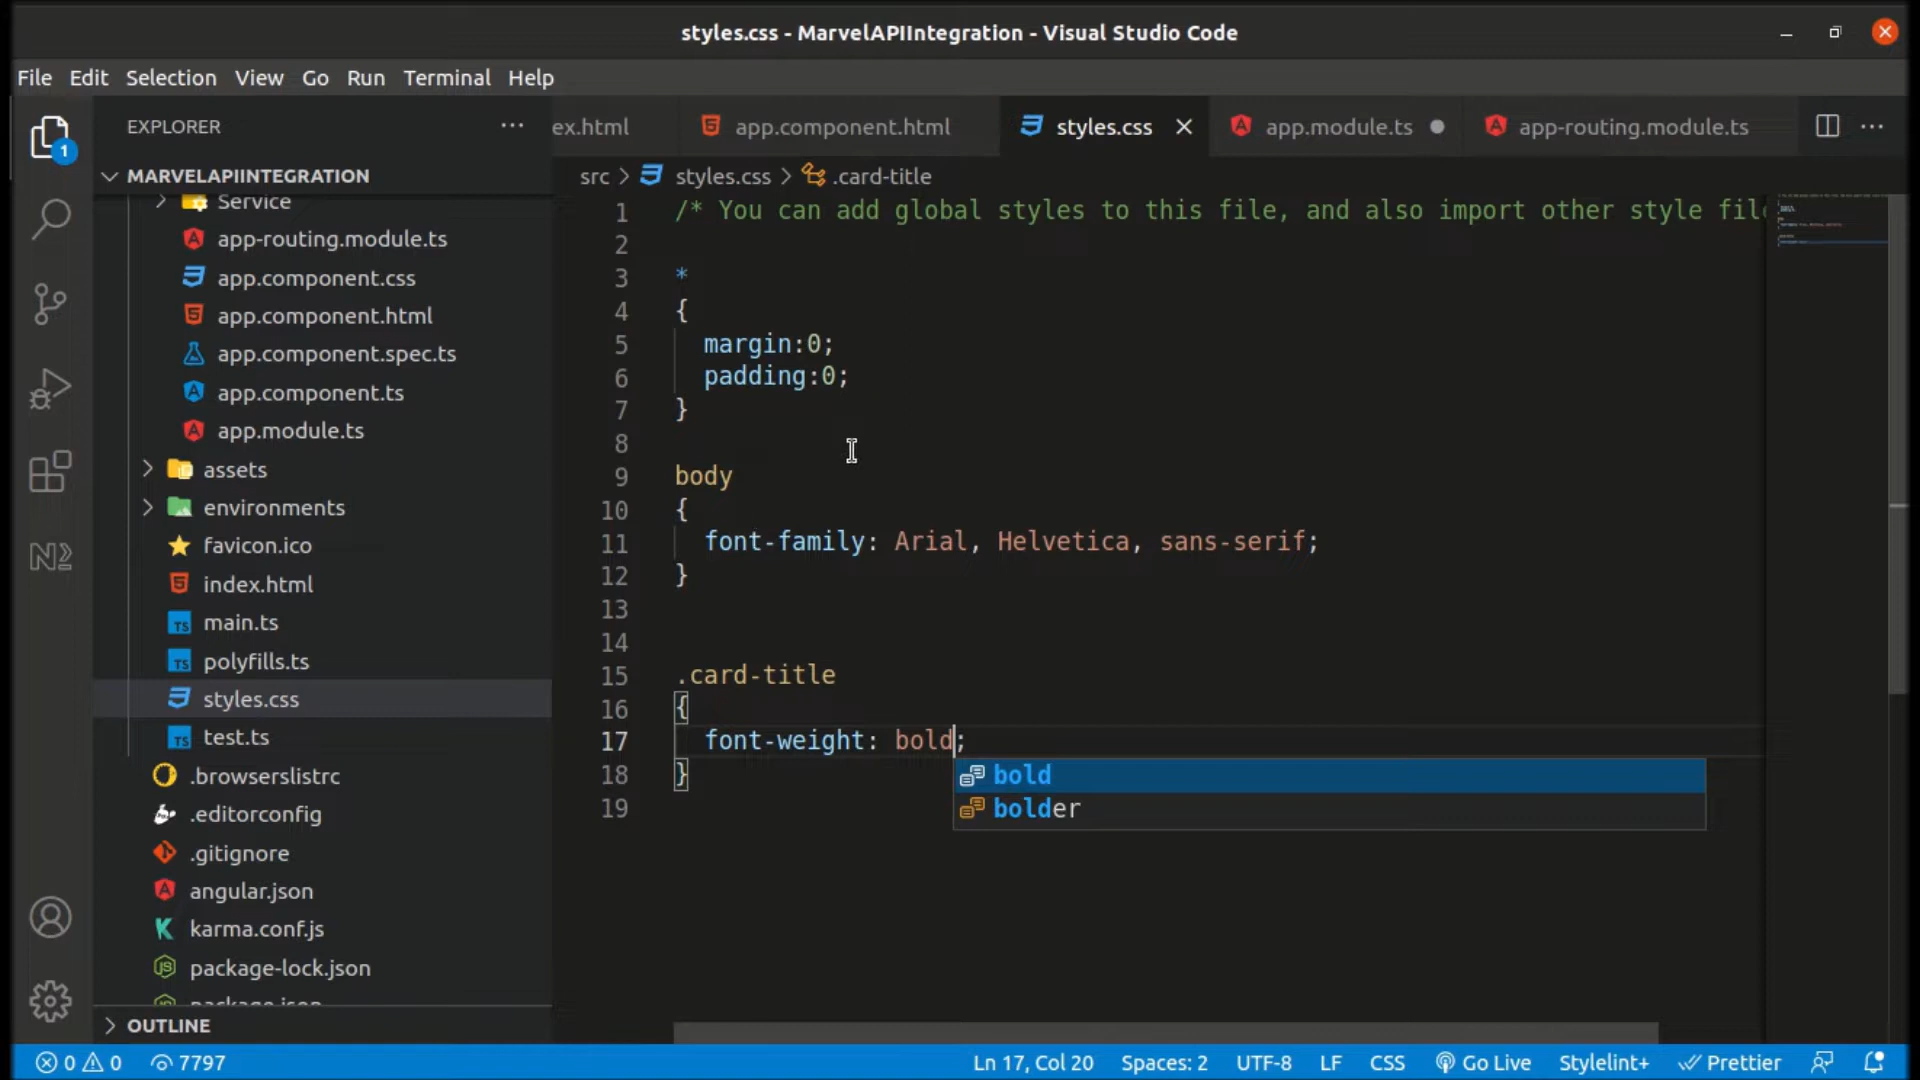 styles.css - MarvelAPIIntegration - Visual Studio Code
File Edit Selection View Go Run Terminal Help
EXPLORER
1
MARVELAPIINTEGRATION
Service
app-routing.module.ts
app.component.css
app.component.html
app.component.spec.ts
app.component.ts
app.module.ts
assets
environments
favicon.ico
index.html
main.ts
polyfills.ts
styles.css
test.ts
.browserslistrc
.editorconfig
.gitignore
angular.json
karma.conf.js
package-lock.json
package.json
OUTLINE
ex.html app.component.html styles.css app.module.ts app-routing.module.ts
src > styles.css > .card-title
1 /* You can add global styles to this file, and also import other style fil
2
3 *
4 {
5 margin:0;
6 padding:0;
7 }
8
9 body
10 {
11 font-family: Arial, Helvetica, sans-serif;
12 }
13
14
15 .card-title
16 {
17 font-weight: bold;
18 }
19
bold
bolder
0 0 7797 Ln 17, Col 20 Spaces: 2 UTF-8 LF CSS Go Live Stylelint+ Prettier